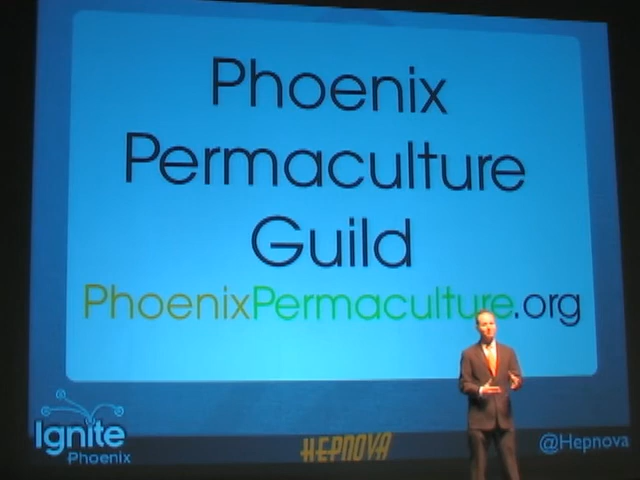 Phoenix
Permaculture
Guild
PhoenixPermaculture.org
Ignite
Phoenix
HEPNOVA
@Hepnova